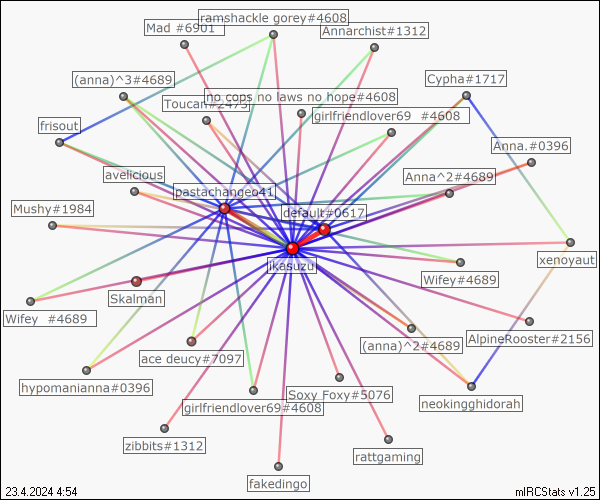 ramshackle gorey#4608
Mad #6901
Annarchist#1312
(anna)^3#4689
Cypha#1717
no cops no laws no hope#4608
Toucan#2473
girlfriendlover69 #4608
frisout
Anna.#0396
avelicious
Anna^2#4689
pastachangeo41
Mushy#1984
default#0617
ikasuzu
xenoyaut
Wifey#4689
Skalman
Wifey #4689
AlpineRooster#2156
(anna)^2#4689
ace deucy#7097
hypomanianna#0396
Soxy Foxy#5076
neokingghidorah
girlfriendlover69#4608
zibbits#1312
rattgaming
fakedingo
23.4.2024 4:54
mIRCStats v1.25